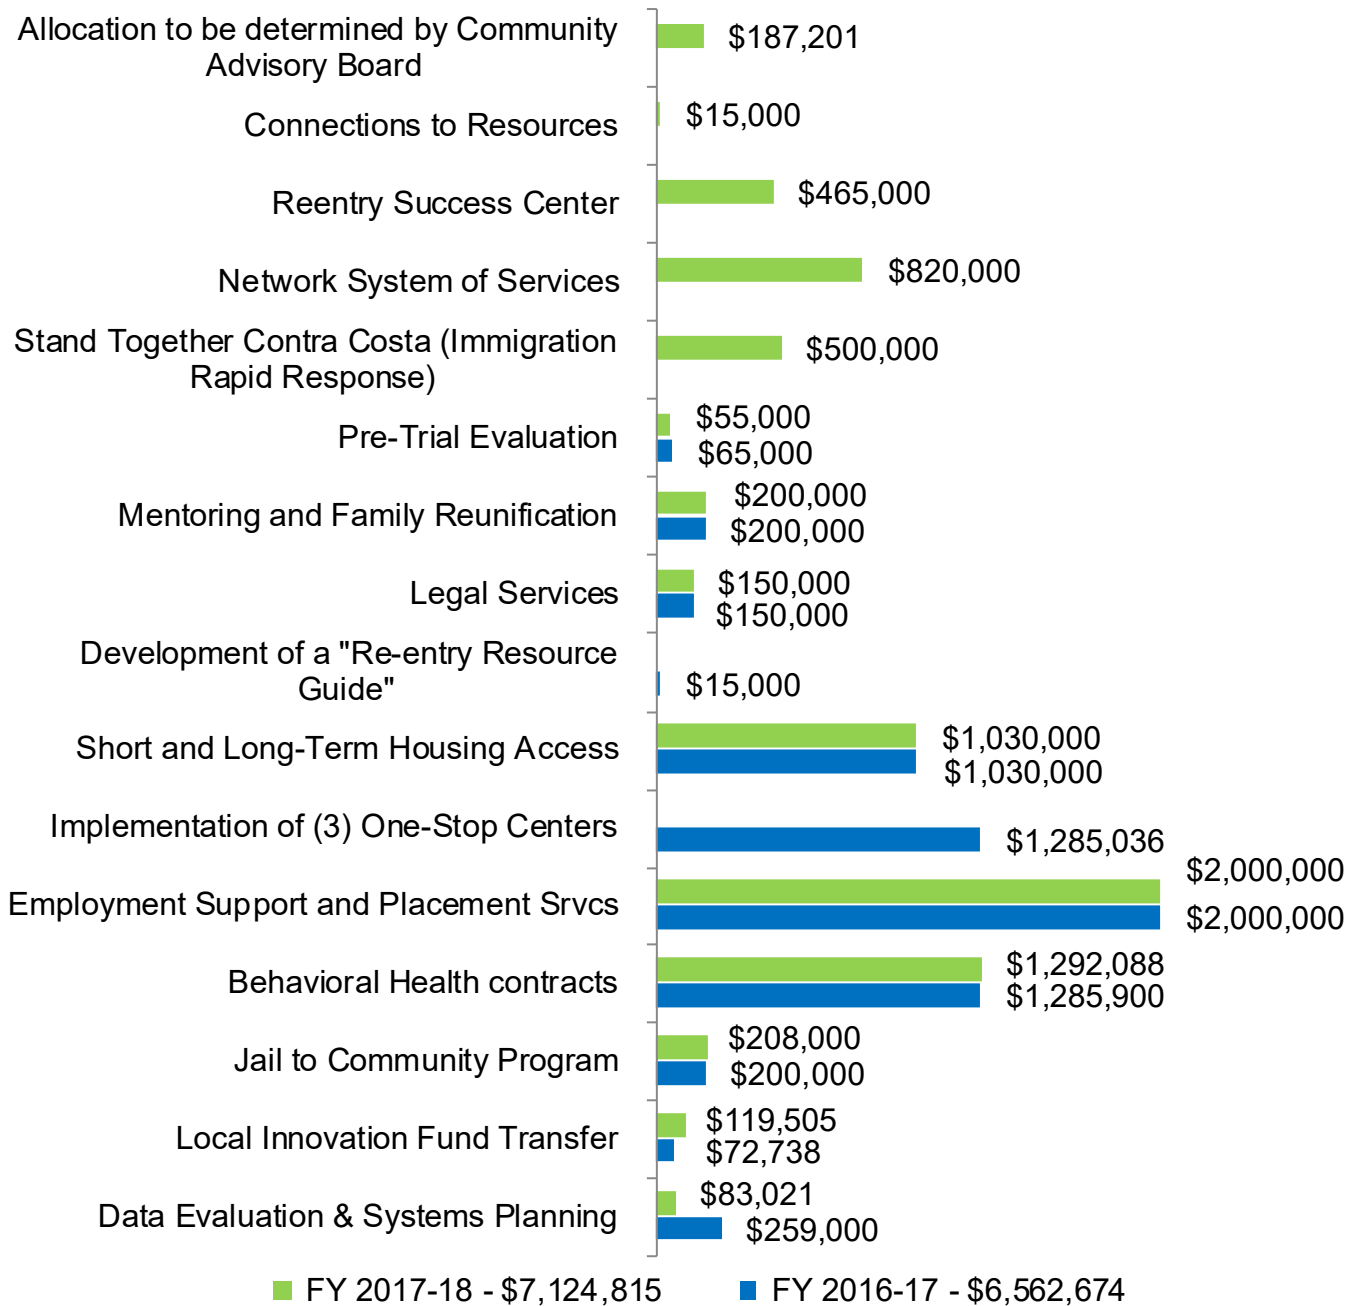 Allocation to be determined by Community
Advisory Board
$187,201
Connections to Resources
$15,000
Reentry Success Center
$465,000
Network System of Services
$820,000
Stand Together Contra Costa (Immigration
Rapid Response)
$500,000
Pre-Trial Evaluation
$55,000
$65,000
Mentoring and Family Reunification
$200,000
$200,000
Legal Services
$150,000
$150,000
Development of a "Re-entry Resource
Guide"
$15,000
Short and Long-Term Housing Access
$1,030,000
$1,030,000
Implementation of (3) One-Stop Centers
$1,285,036
Employment Support and Placement Srvcs
$2,000,000
$2,000,000
Behavioral Health contracts
$1,292,088
$1,285,900
Jail to Community Program
$208,000
$200,000
Local Innovation Fund Transfer
$119,505
$72,738
Data Evaluation & Systems Planning
$83,021
$259,000
FY 2017-18 - $7,124,815
FY 2016-17 - $6,562,674